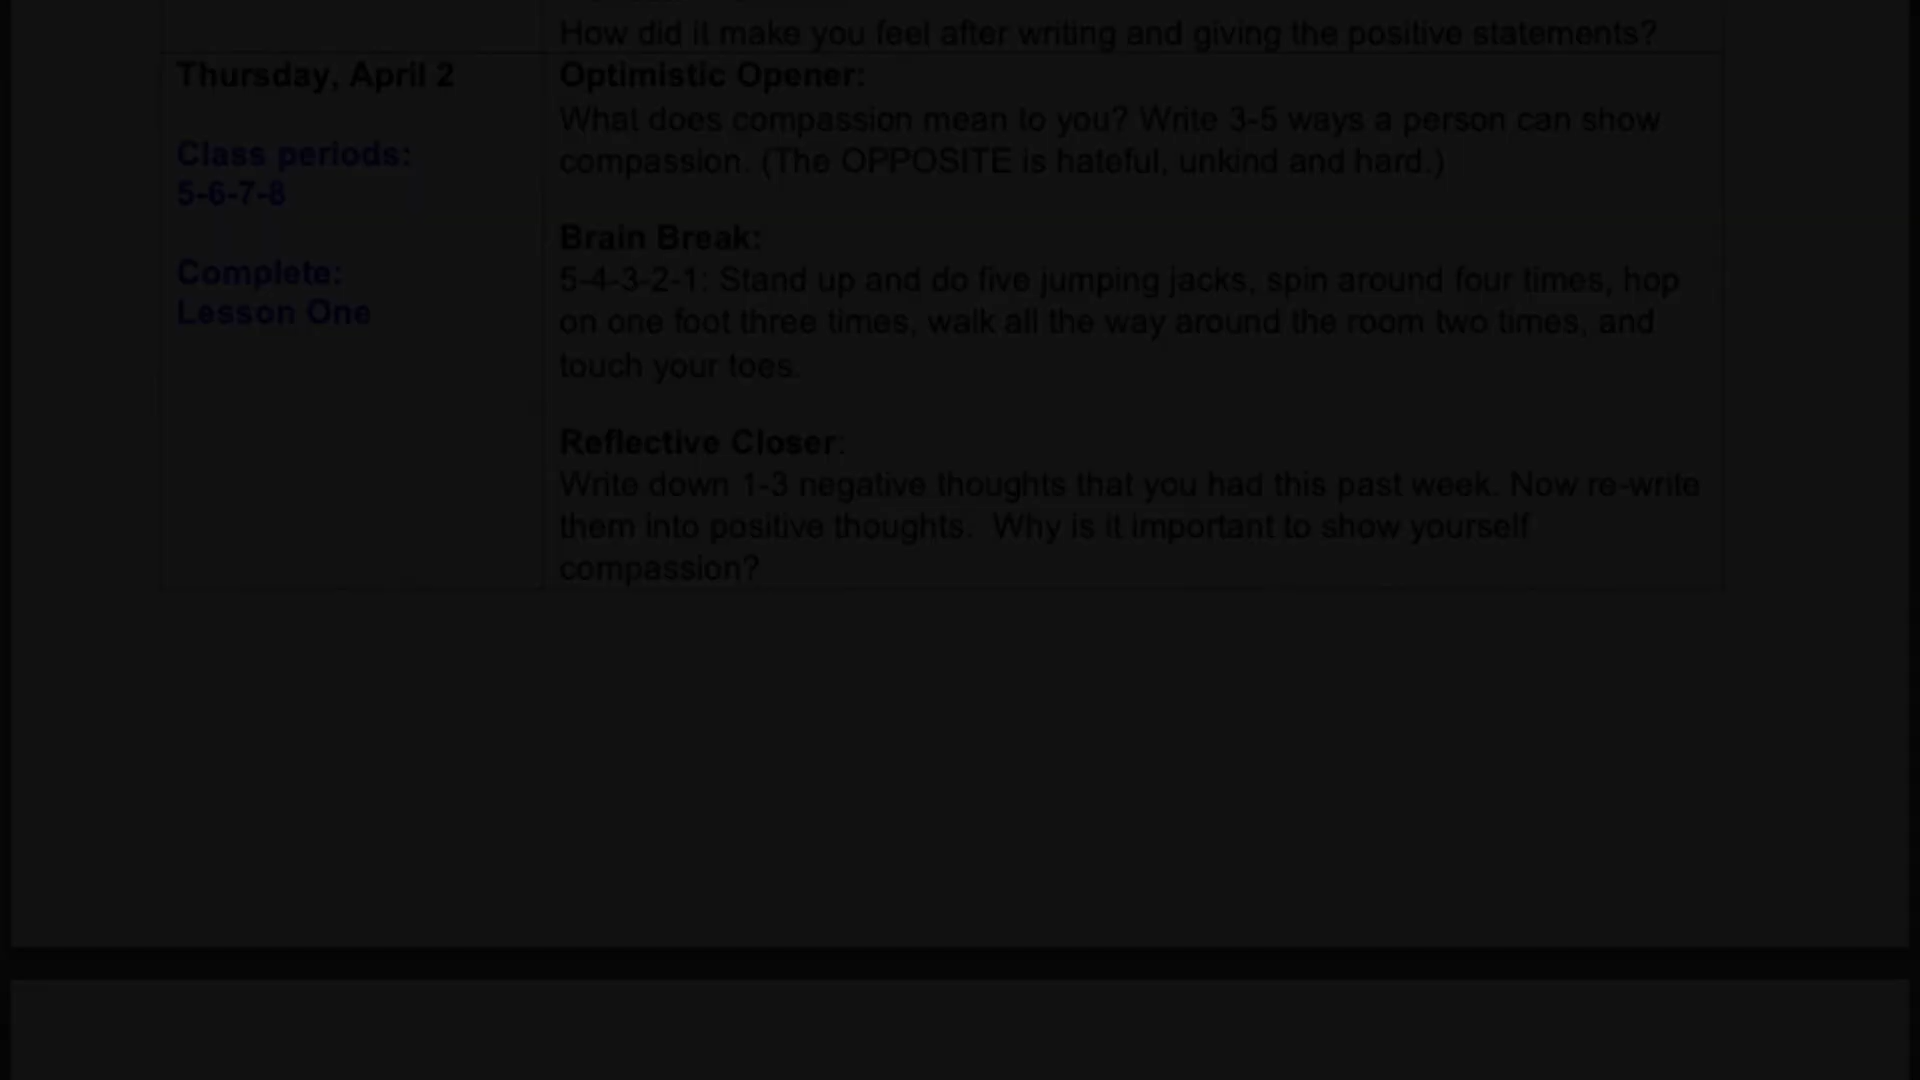 How did it make you feel after writing and giving the positive statements?
Thursday, April 2
Class periods:
5-6-7-8
Complete:
Lesson One
Optimistic Opener:
What does compassion mean to you? Write 3-5 ways a person can show
compassion. (The OPPOSITE is hateful, unkind and hard.)
Brain Break:
5-4-3-2-1: Stand up and do five jumping jacks, spin around four times, hop
on one foot three times, walk all the way around the room two times, and
touch your toes.
Reflective Closer:
Write down 1-3 negative thoughts that you had this past week. Now re-write
them into positive thoughts.  Why is it important to show yourself
compassion?